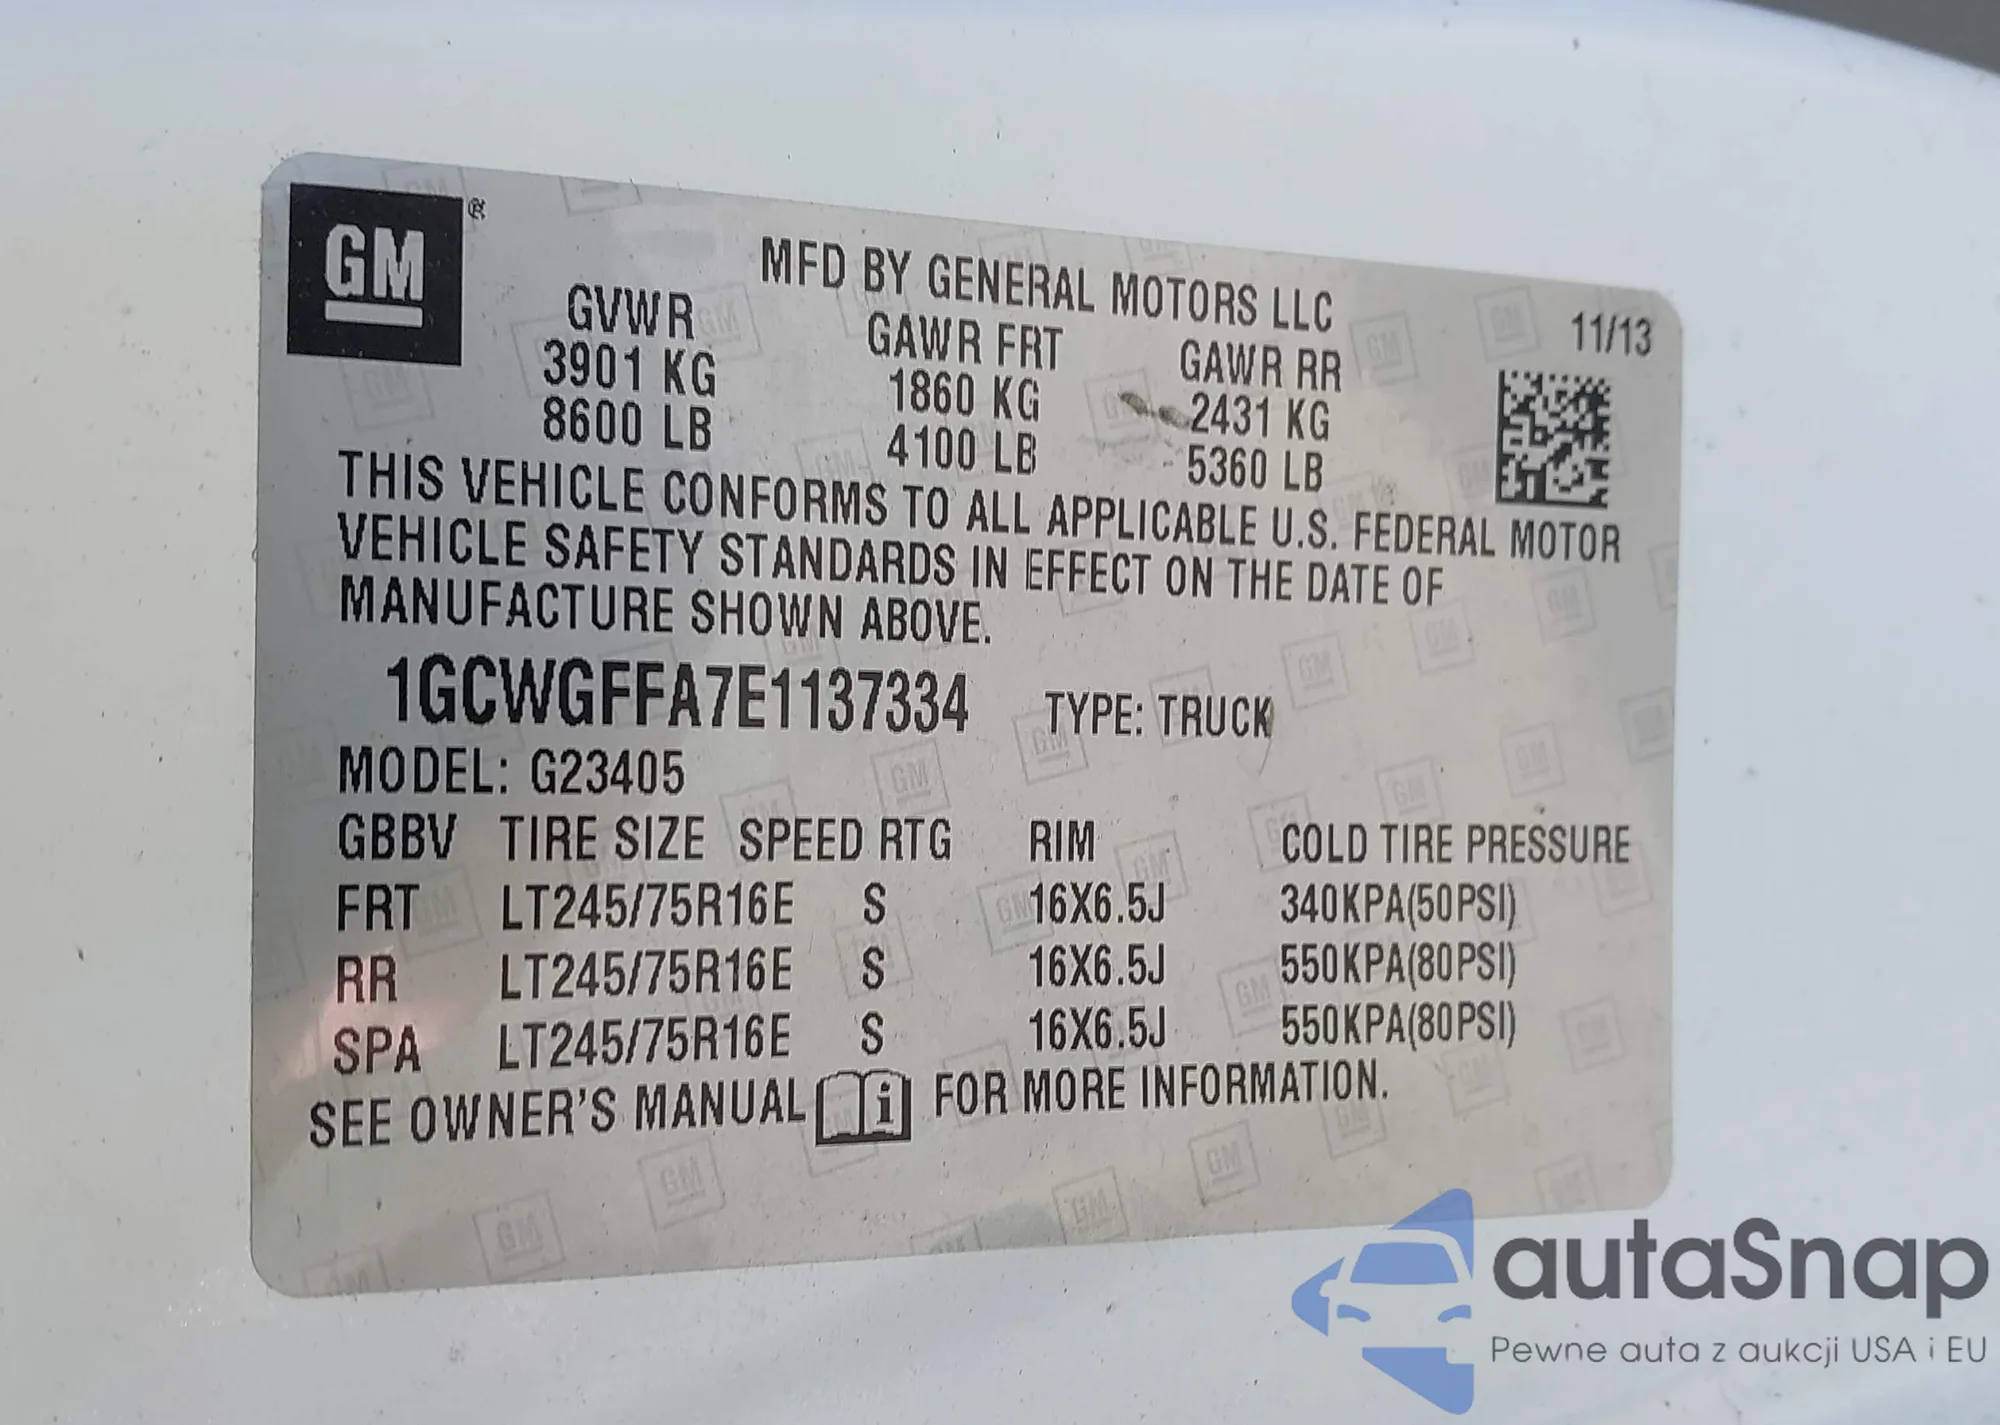 GM®
MFD BY GENERAL MOTORS LLC
11/13
GVWR GAWR FRT GAWR RR
3901 KG 1860 KG 2431 KG
8600 LB 4100 LB 5360 LB
THIS VEHICLE CONFORMS TO ALL APPLICABLE U.S. FEDERAL MOTOR
VEHICLE SAFETY STANDARDS IN EFFECT ON THE DATE OF
MANUFACTURE SHOWN ABOVE.
1GCWGFFA7E1137334 TYPE: TRUCK
MODEL: G23405
GBBV TIRE SIZE SPEED RTG RIM COLD TIRE PRESSURE
FRT LT245/75R16E S 16X6.5J 340KPA(50PSI)
RR LT245/75R16E S 16X6.5J 550KPA(80PSI)
SPA LT245/75R16E S 16X6.5J 550KPA(80PSI)
SEE OWNER'S MANUAL i FOR MORE INFORMATION.
autaSnap
Pewne auta z aukcji USA i EU